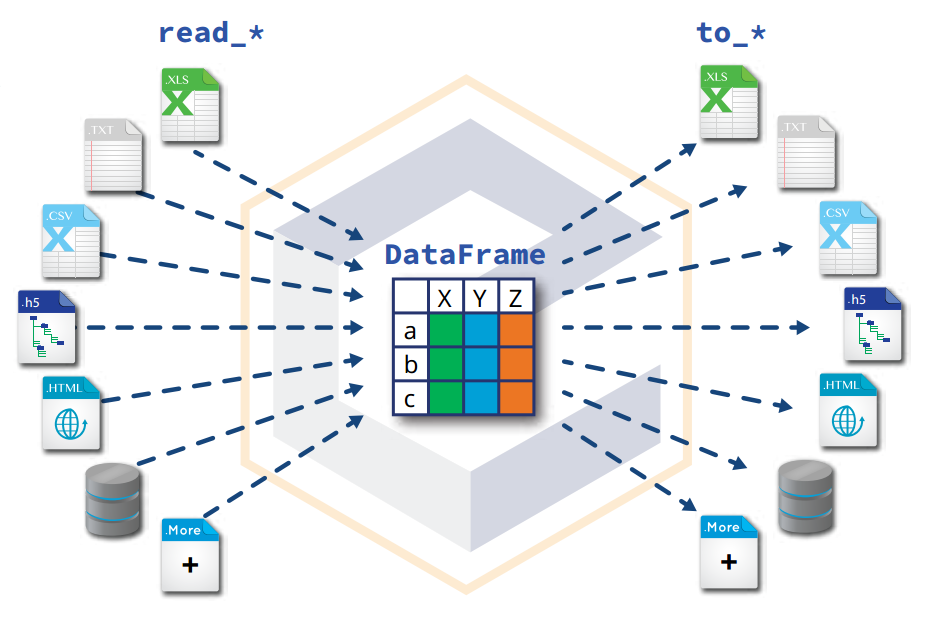 read_*
to_*
.XLS
X
.TXT
.CSV
X
.h5
.HTML
.More
+
DataFrame
X Y Z
a
b
c
.XLS
X
.TXT
.CSV
X
.h5
.HTML
.More
+